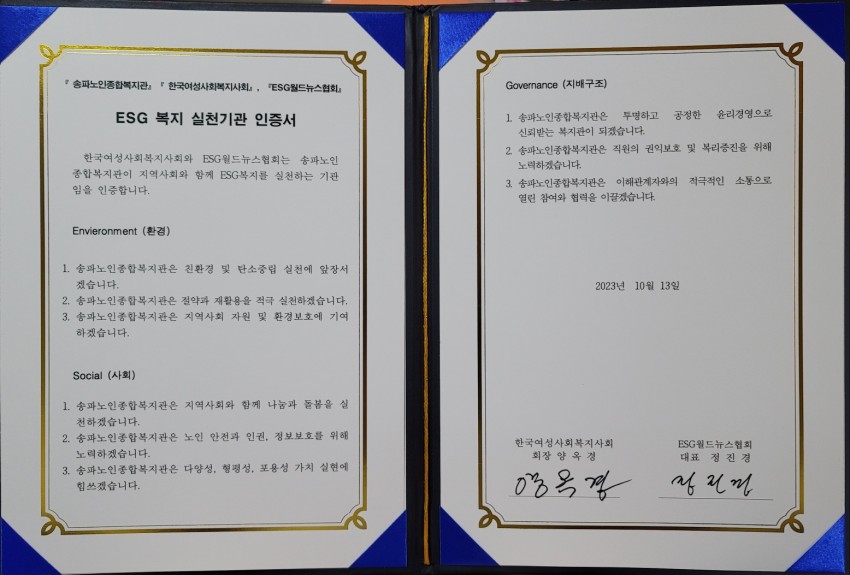 『 송파노인종합복지관』『 한국여성사회복지사회』, 『ESG월드뉴스협회』
ESG 복지 실천기관 인증서
한국여성사회복지사회와 ESG월드뉴스협회는 송파노인
종합복지관이 지역사회와 함께 ESG복지를 실천하는 기관
임을 인증합니다.
Envieronment (환경)
1. 송파노인종합복지관은 친환경 및 탄소중립 실천에 앞장서
겠습니다.
2. 송파노인종합복지관은 절약과 재활용을 적극 실천하겠습니다.
3. 송파노인종합복지관은 지역사회 자원 및 환경보호에 기여
하겠습니다.
Social (사회)
1. 송파노인종합복지관은 지역사회와 함께 나눔과 돌봄을 실
천하겠습니다.
2. 송파노인종합복지관은 노인 안전과 인권, 정보보호를 위해
노력하겠습니다.
3. 송파노인종합복지관은 다양성, 형평성, 포용성 가치 실현에
힘쓰겠습니다.
Governance (지배구조)
1. 송파노인종합복지관은 투명하고 공정한 윤리경영으로
신뢰받는 복지관이 되겠습니다.
2. 송파노인종합복지관은 직원의 권익보호 및 복리증진을 위해
노력하겠습니다.
3. 송파노인종합복지관은 이해관계자와의 적극적인 소통으로
열린 참여와 협력을 이끌겠습니다.
2023년 10월 13일
한국여성사회복지사회
회장 양 옥 경
양옥경
ESG월드뉴스협회
대표 정 진 경
정진경